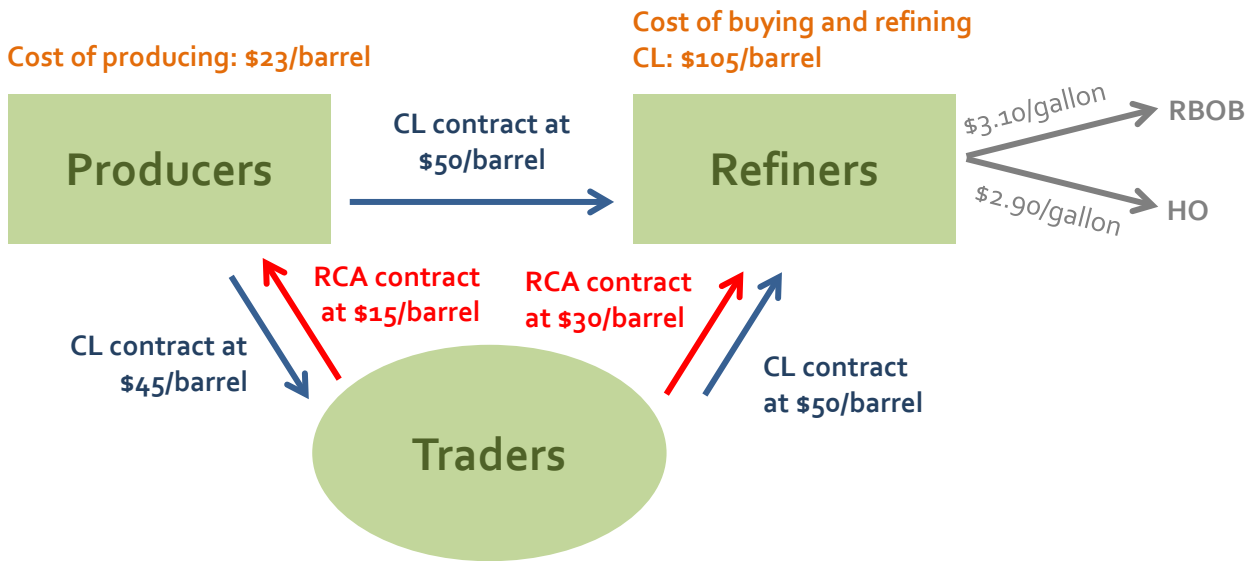 Cost of producing: $23/barrel
Cost of buying and refining
CL: $105/barrel
Producers
CL contract at
$50/barrel
Refiners
$3.10/gallon
RBOB
$2.90/gallon
HO
RCA contract
at $15/barrel
RCA contract
at $30/barrel
CL contract at
$45/barrel
CL contract
at $50/barrel
Traders